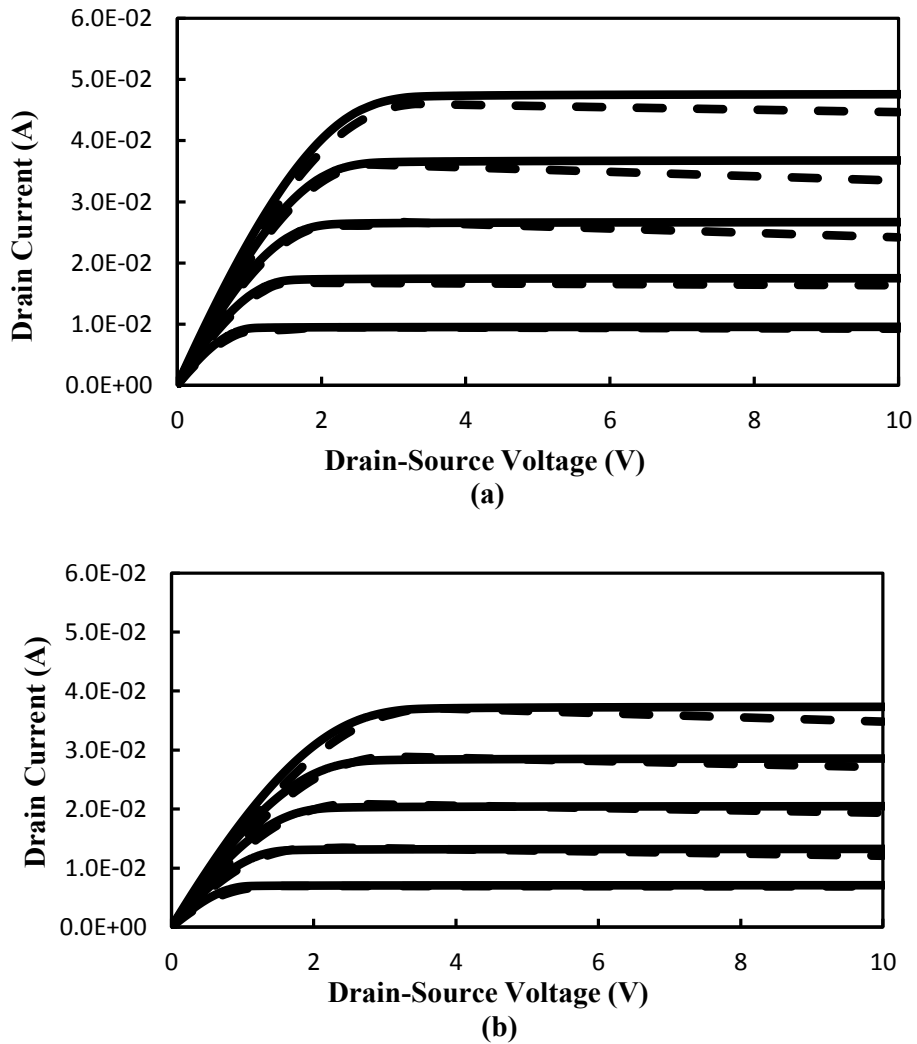 6.0E-02
5.0E-02
4.0E-02
3.0E-02
2.0E-02
1.0E-02
0.0E+00
Drain Current (A)
0 2 4 6 8 10
Drain-Source Voltage (V)
(a)
6.0E-02
5.0E-02
4.0E-02
3.0E-02
2.0E-02
1.0E-02
0.0E+00
Drain Current (A)
0 2 4 6 8 10
Drain-Source Voltage (V)
(b)